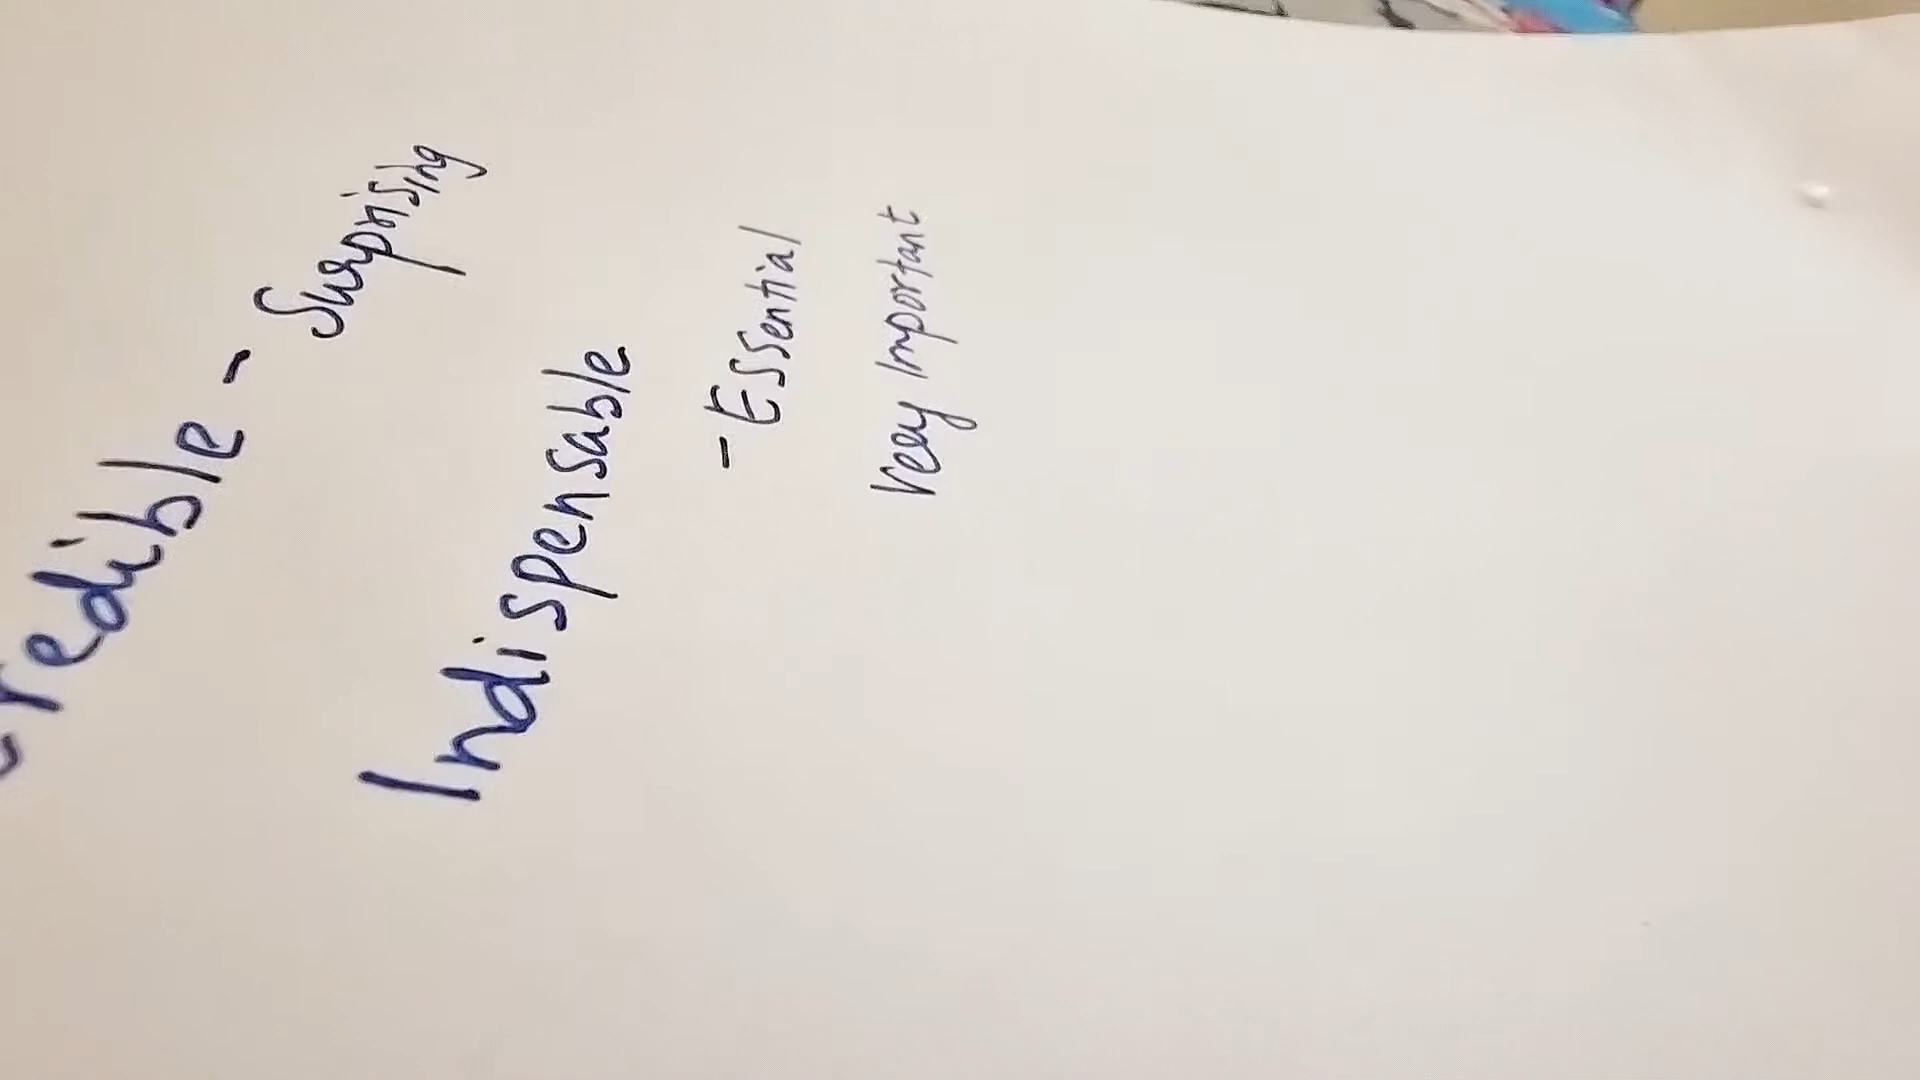 redible - Surprising
Indispensable
- Essential
Very Important